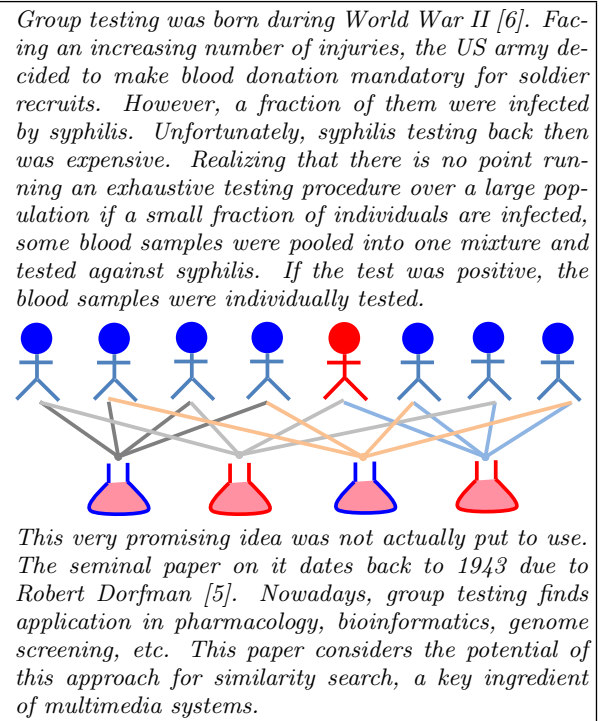 Group testing was born during World War II [6]. Fac-
ing an increasing number of injuries, the US army de-
cided to make blood donation mandatory for soldier
recruits. However, a fraction of them were infected
by syphilis. Unfortunately, syphilis testing back then
was expensive. Realizing that there is no point run-
ning an exhaustive testing procedure over a large pop-
ulation if a small fraction of individuals are infected,
some blood samples were pooled into one mixture and
tested against syphilis. If the test was positive, the
blood samples were individually tested.
This very promising idea was not actually put to use.
The seminal paper on it dates back to 1943 due to
Robert Dorfman [5]. Nowadays, group testing finds
application in pharmacology, bioinformatics, genome
screening, etc. This paper considers the potential of
this approach for similarity search, a key ingredient
of multimedia systems.